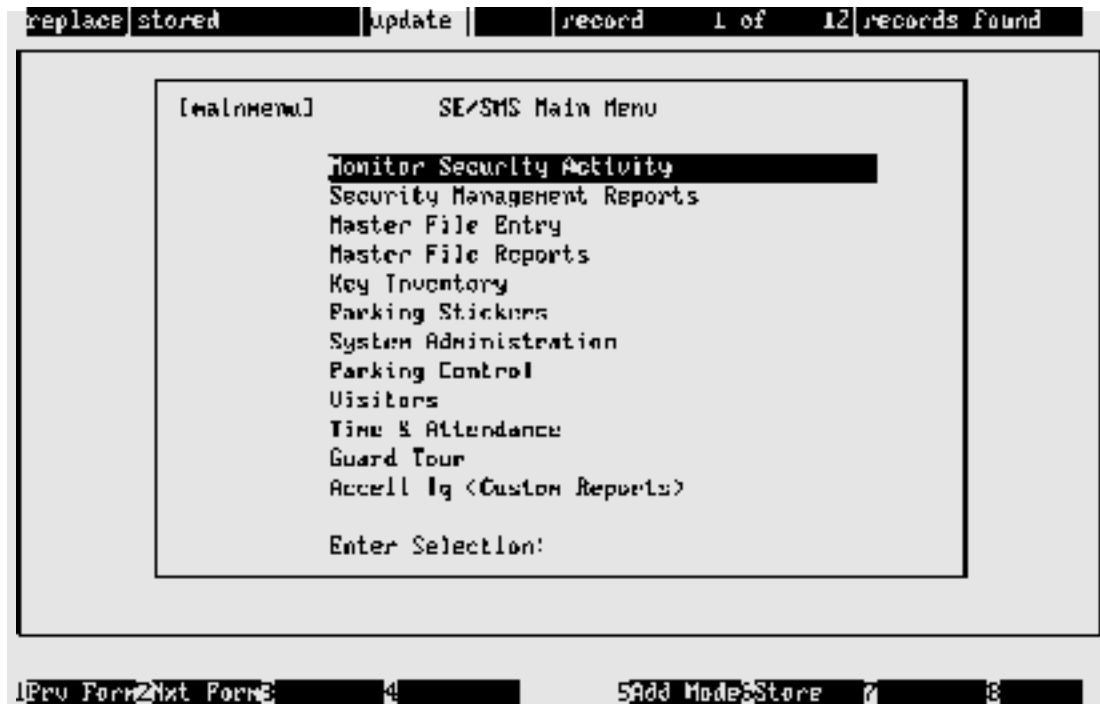 replace stored update record 1 of 12 records found
[mainmenu] SE/SMS Main Menu
Monitor Security Activity
Security Management Reports
Master File Entry
Master File Reports
Key Inventory
Parking Stickers
System Administration
Parking Control
Visitors
Time & Attendance
Guard Tour
Accell Iq <Custom Reports>
Enter Selection:
1Prv Form2Nxt Form3 4 5Add Mode6Store 7 8